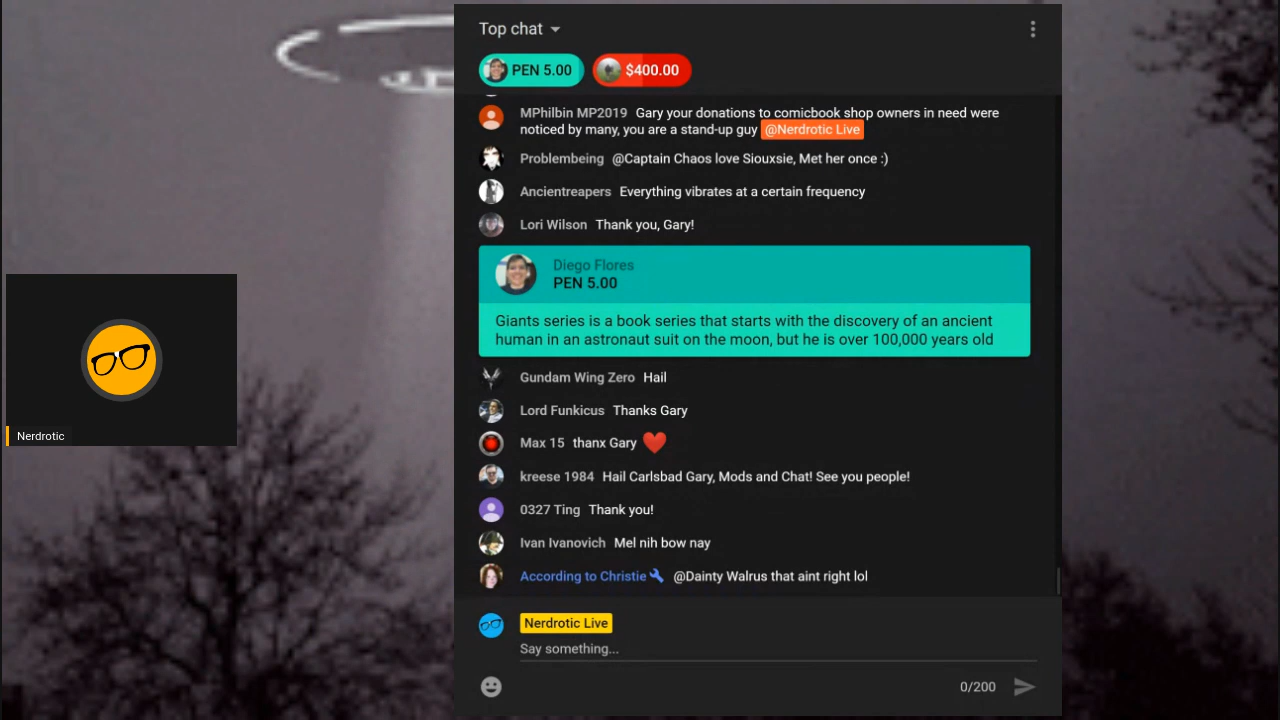 Top chat
PEN 5.00
$400.00
MPhilbin MP2019 Gary your donations to comicbook shop owners in need were
noticed by many, you are a stand-up guy @Nerdrotic Live
Problembeing @Captain Chaos love Siouxsie, Met her once :)
Ancientreapers Everything vibrates at a certain frequency
Lori Wilson Thank you, Gary!
Diego Flores
PEN 5.00
Giants series is a book series that starts with the discovery of an ancient
human in an astronaut suit on the moon, but he is over 100,000 years old
Gundam Wing Zero Hail
Lord Funkicus Thanks Gary
Max 15 thanx Gary ❤️
kreese 1984 Hail Carlsbad Gary, Mods and Chat! See you people!
0327 Ting Thank you!
Ivan Ivanovich Mel nih bow nay
According to Christie @Dainty Walrus that aint right lol
Nerdrotic Live
Say something...
0/200
Nerdrotic